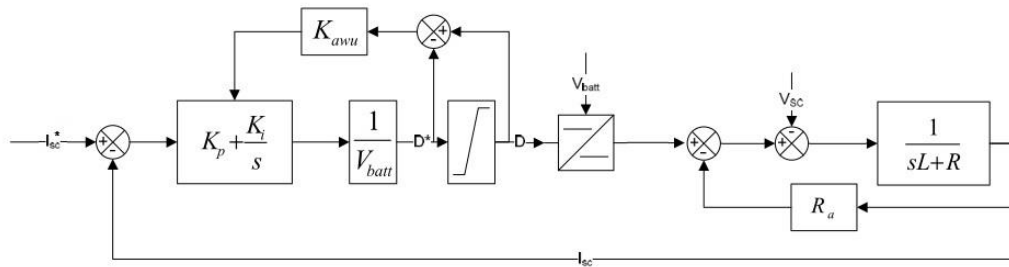 K_awu
+
-
V_batt
V_SC
I_sc^*
+
-
K_p + K_i/s
1/V_batt
D*
D
+
-
+
-
1/(sL+R)
R_a
I_sc